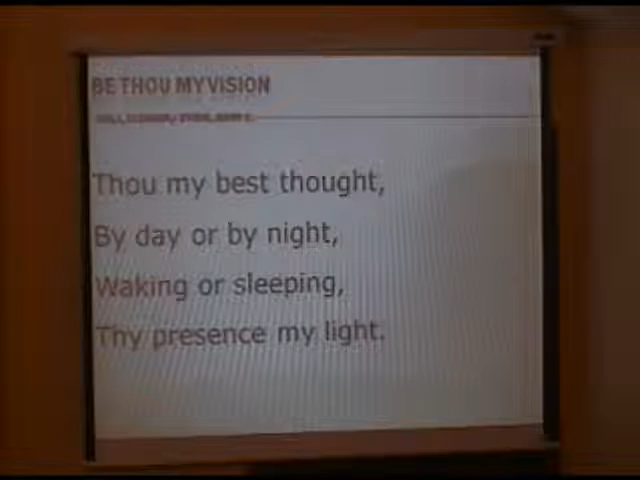 BE THOU MY VISION
Thou my best thought,
By day or by night,
Waking or sleeping,
Thy presence my light.